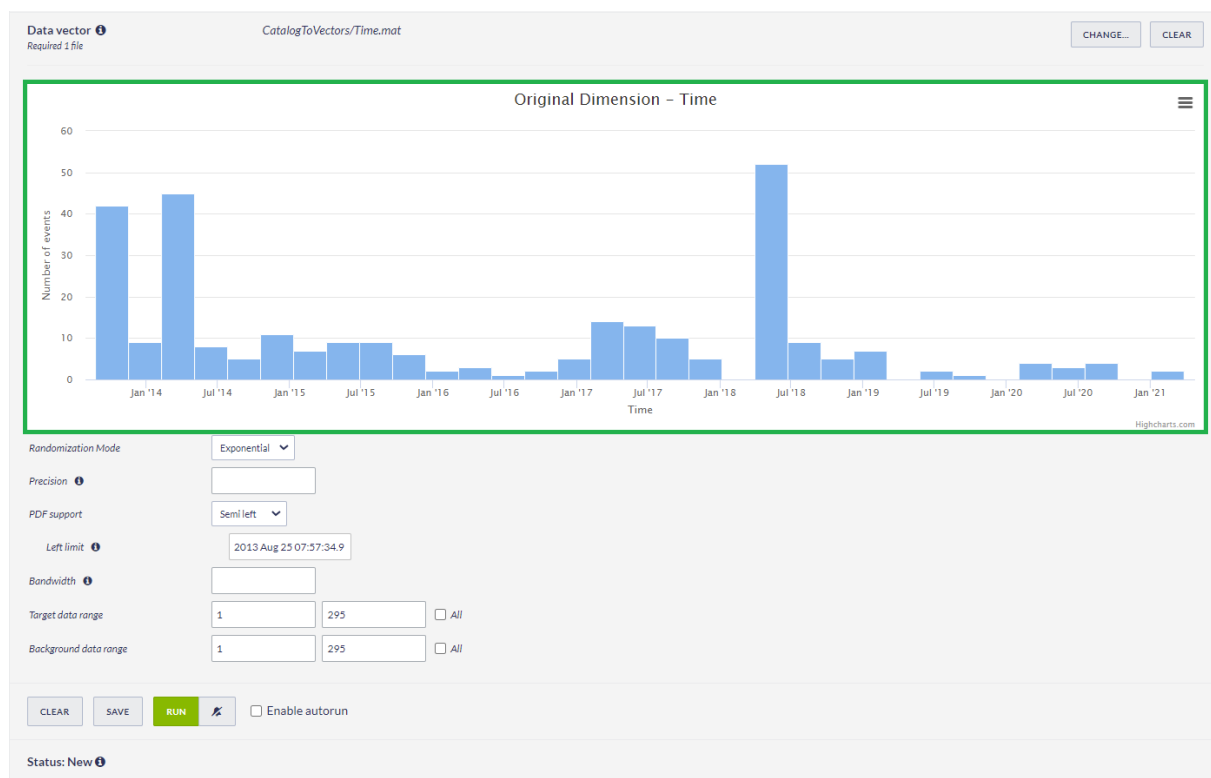 Data vector
CatalogToVectors/Time.mat
CHANGE...
CLEAR
Required 1 file
Original Dimension – Time
60
50
40
30
20
10
0
Number of events
Jan '14
Jul '14
Jan '15
Jul '15
Jan '16
Jul '16
Jan '17
Jul '17
Jan '18
Jul '18
Jan '19
Jul '19
Jan '20
Jul '20
Jan '21
Time
Highcharts.com
Randomization Mode
Exponential
Precision
PDF support
Semi left
Left limit
2013 Aug 25 07:57:34.9
Bandwidth
Target data range
1
295
All
Background data range
1
295
All
CLEAR
SAVE
RUN
Enable autorun
Status: New